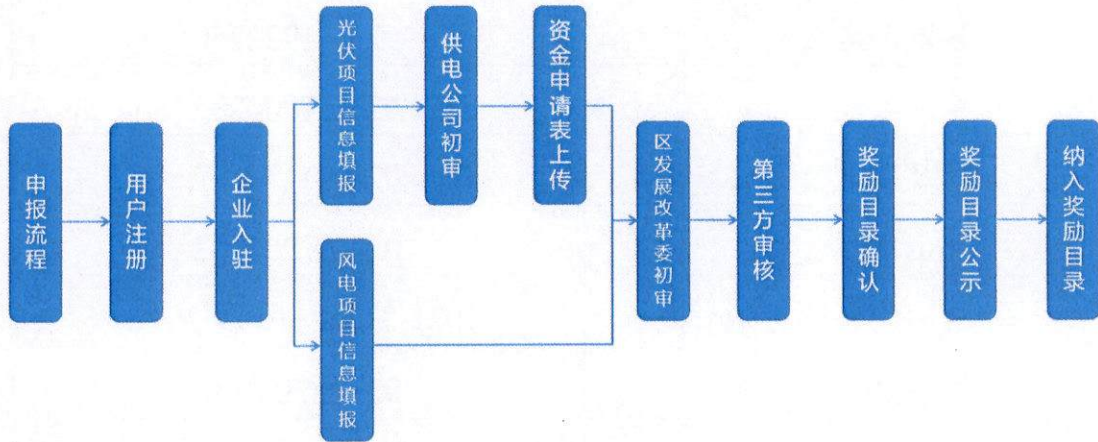 申报流程
用户注册
企业入驻
光伏项目信息填报
供电公司初审
资金申请表上传
风电项目信息填报
区发展改革委初审
第三方审核
奖励目录确认
奖励目录公示
纳入奖励目录